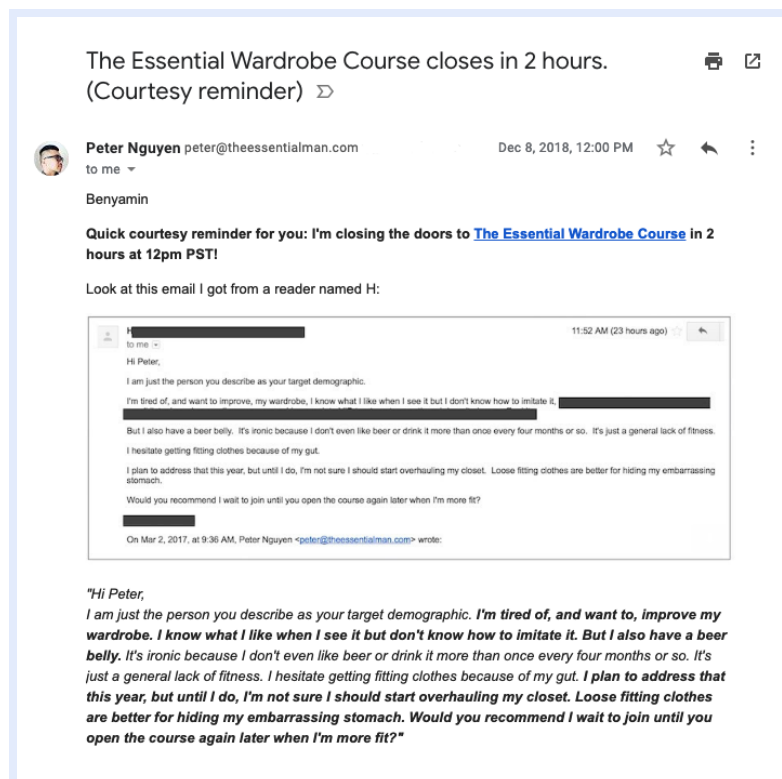 The Essential Wardrobe Course closes in 2 hours.
(Courtesy reminder)
Peter Nguyen peter@theessentialman.com Dec 8, 2018, 12:00 PM
to me
Benyamin
Quick courtesy reminder for you: I'm closing the doors to The Essential Wardrobe Course in 2
hours at 12pm PST!
Look at this email I got from a reader named H:
H 11:52 AM (23 hours ago)
to me
Hi Peter,
I am just the person you describe as your target demographic.
I'm tired of, and want to improve, my wardrobe, I know what I like when I see it but I don't know how to imitate it,
But I also have a beer belly. It's ironic because I don't even like beer or drink it more than once every four months or so. It's just a general lack of fitness.
I hesitate getting fitting clothes because of my gut.
I plan to address that this year, but until I do, I'm not sure I should start overhauling my closet. Loose fitting clothes are better for hiding my embarrassing
stomach.
Would you recommend I wait to join until you open the course again later when I'm more fit?
On Mar 2, 2017, at 9:36 AM, Peter Nguyen <peter@theessentialman.com> wrote:
"Hi Peter,
I am just the person you describe as your target demographic. I'm tired of, and want to, improve my
wardrobe. I know what I like when I see it but don't know how to imitate it. But I also have a beer
belly. It's ironic because I don't even like beer or drink it more than once every four months or so. It's
just a general lack of fitness. I hesitate getting fitting clothes because of my gut. I plan to address that
this year, but until I do, I'm not sure I should start overhauling my closet. Loose fitting clothes
are better for hiding my embarrassing stomach. Would you recommend I wait to join until you
open the course again later when I'm more fit?"